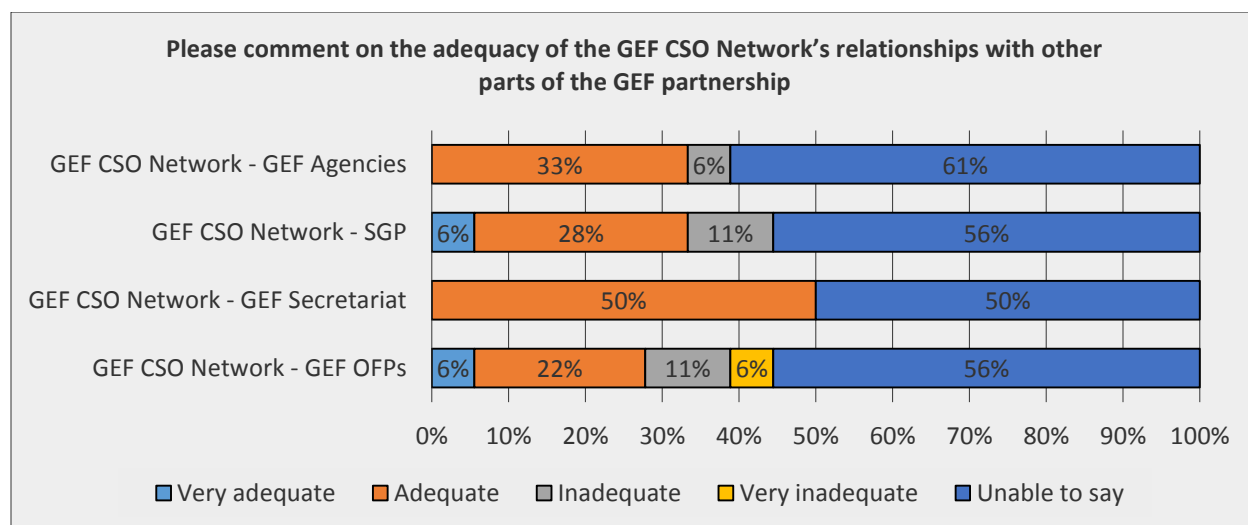 Please comment on the adequacy of the GEF CSO Network’s relationships with other
parts of the GEF partnership
GEF CSO Network - GEF Agencies
33%
6%
61%
GEF CSO Network - SGP
6%
28%
11%
56%
GEF CSO Network - GEF Secretariat
50%
50%
GEF CSO Network - GEF OFPs
6%
22%
11%
6%
56%
0% 10% 20% 30% 40% 50% 60% 70% 80% 90% 100%
Very adequate Adequate Inadequate Very inadequate Unable to say